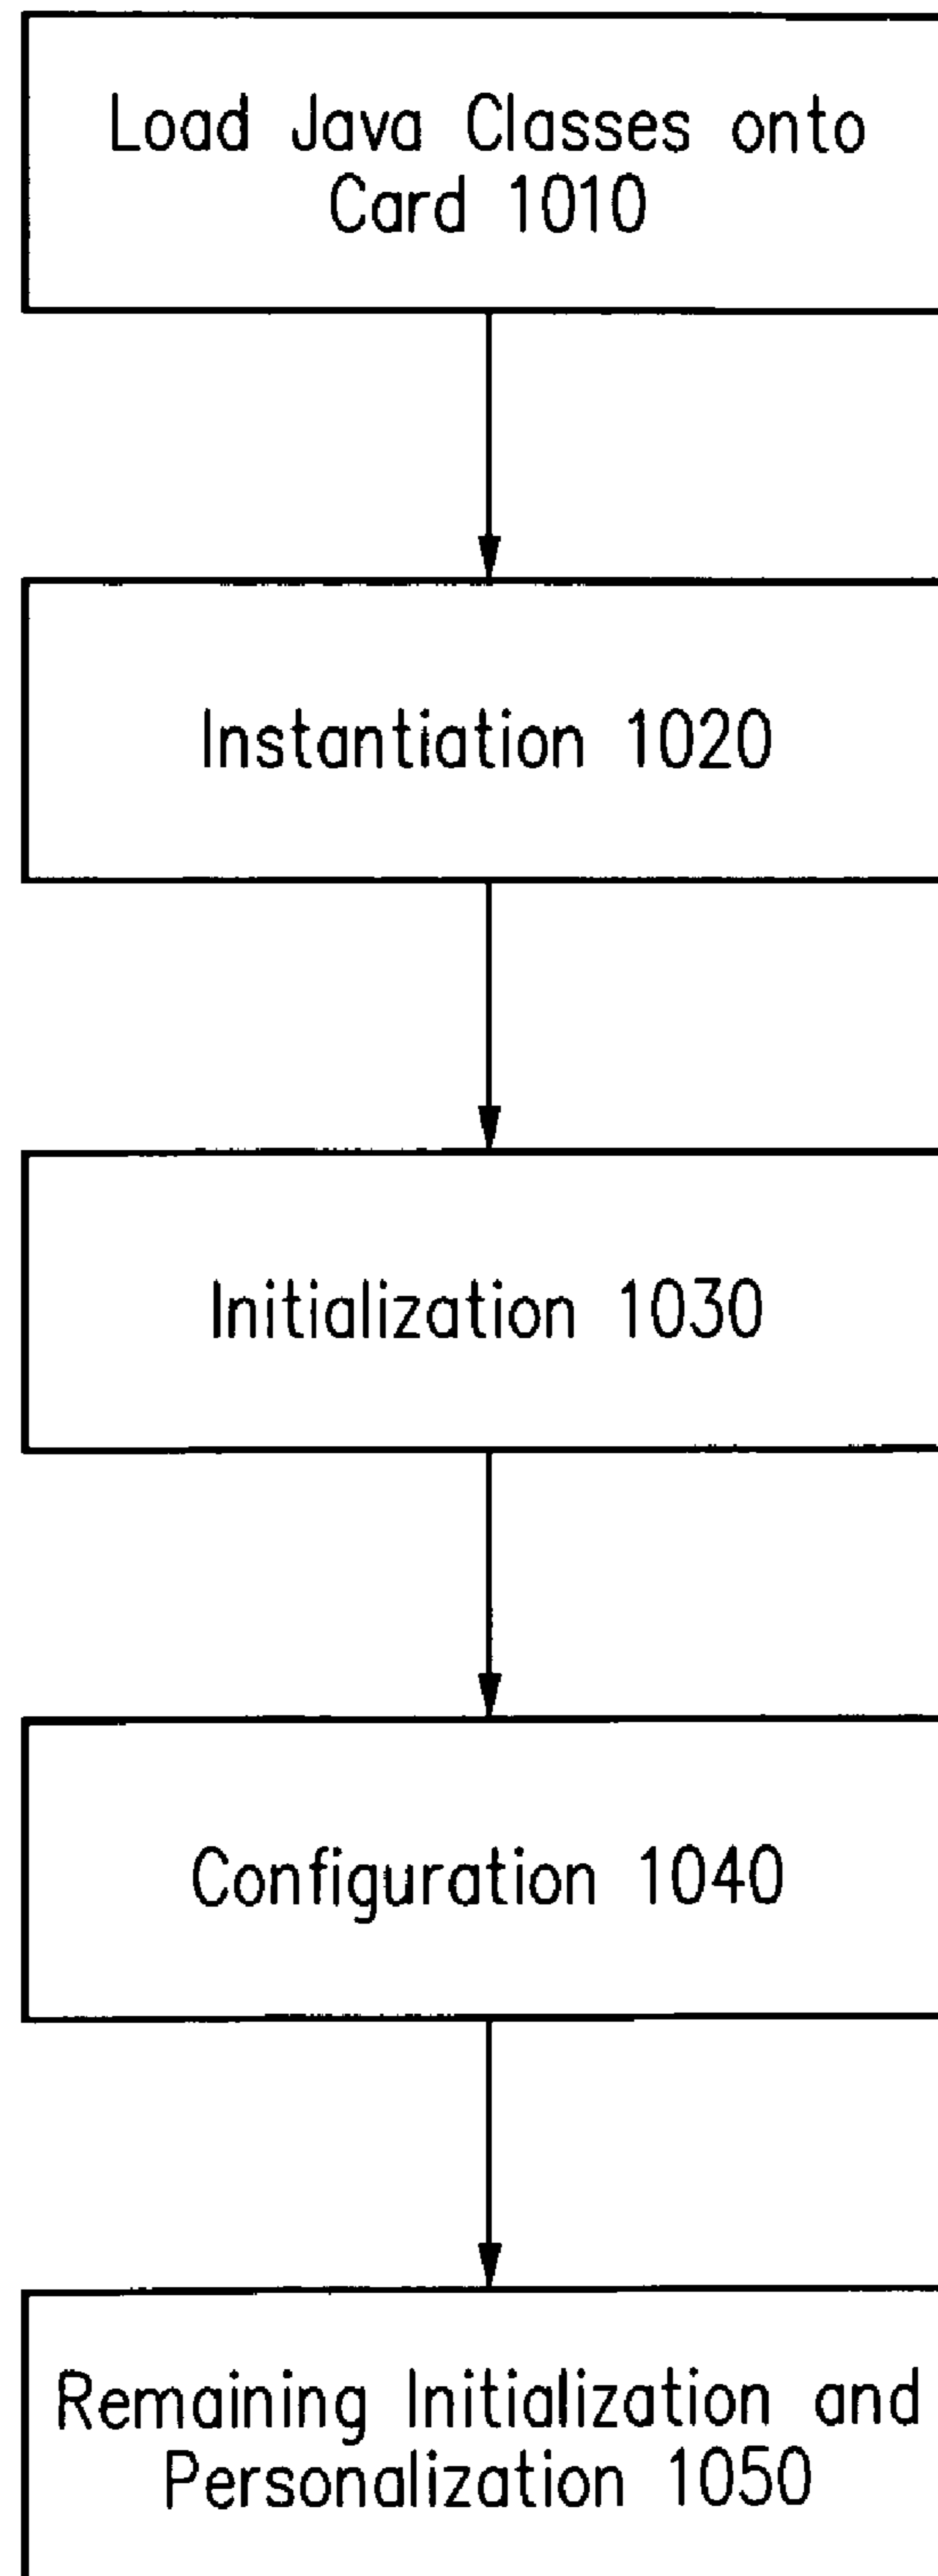 Load Java Classes onto
Card 1010
Instantiation 1020
Initialization 1030
Configuration 1040
Remaining Initialization and
Personalization 1050